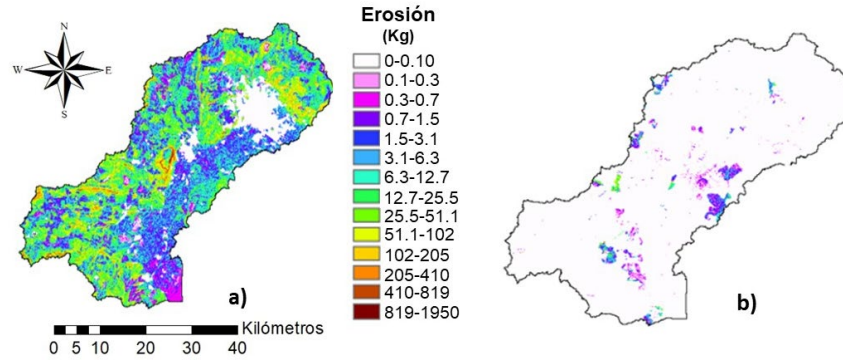 N
W E
S
Erosión
(Kg)
0-0.10
0.1-0.3
0.3-0.7
0.7-1.5
1.5-3.1
3.1-6.3
6.3-12.7
12.7-25.5
25.5-51.1
51.1-102
102-205
205-410
410-819
819-1950
a)
b)
Kilómetros
0 5 10 20 30 40